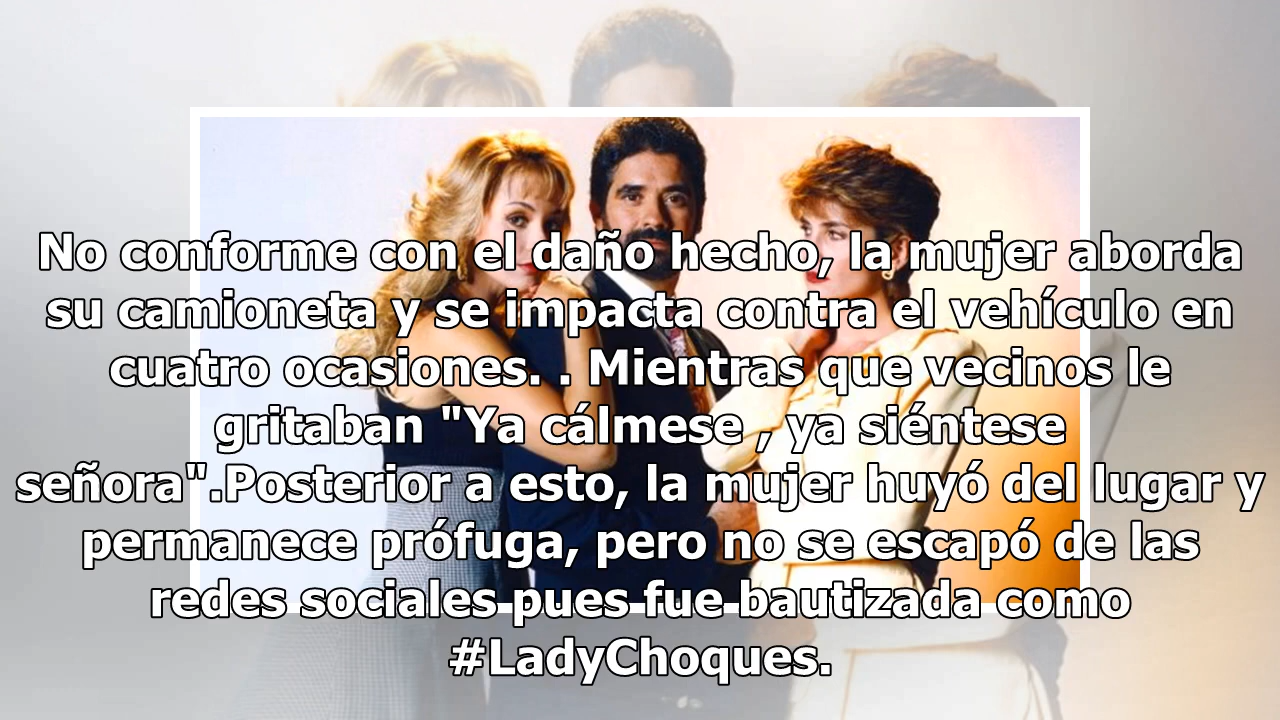 No conforme con el daño hecho, la mujer aborda
su camioneta y se impacta contra el vehículo en
cuatro ocasiones. . Mientras que vecinos le
gritaban "Ya cálmese , ya siéntese
señora".Posterior a esto, la mujer huyó del lugar y
permanece prófuga, pero no se escapó de las
redes sociales pues fue bautizada como
#LadyChoques.